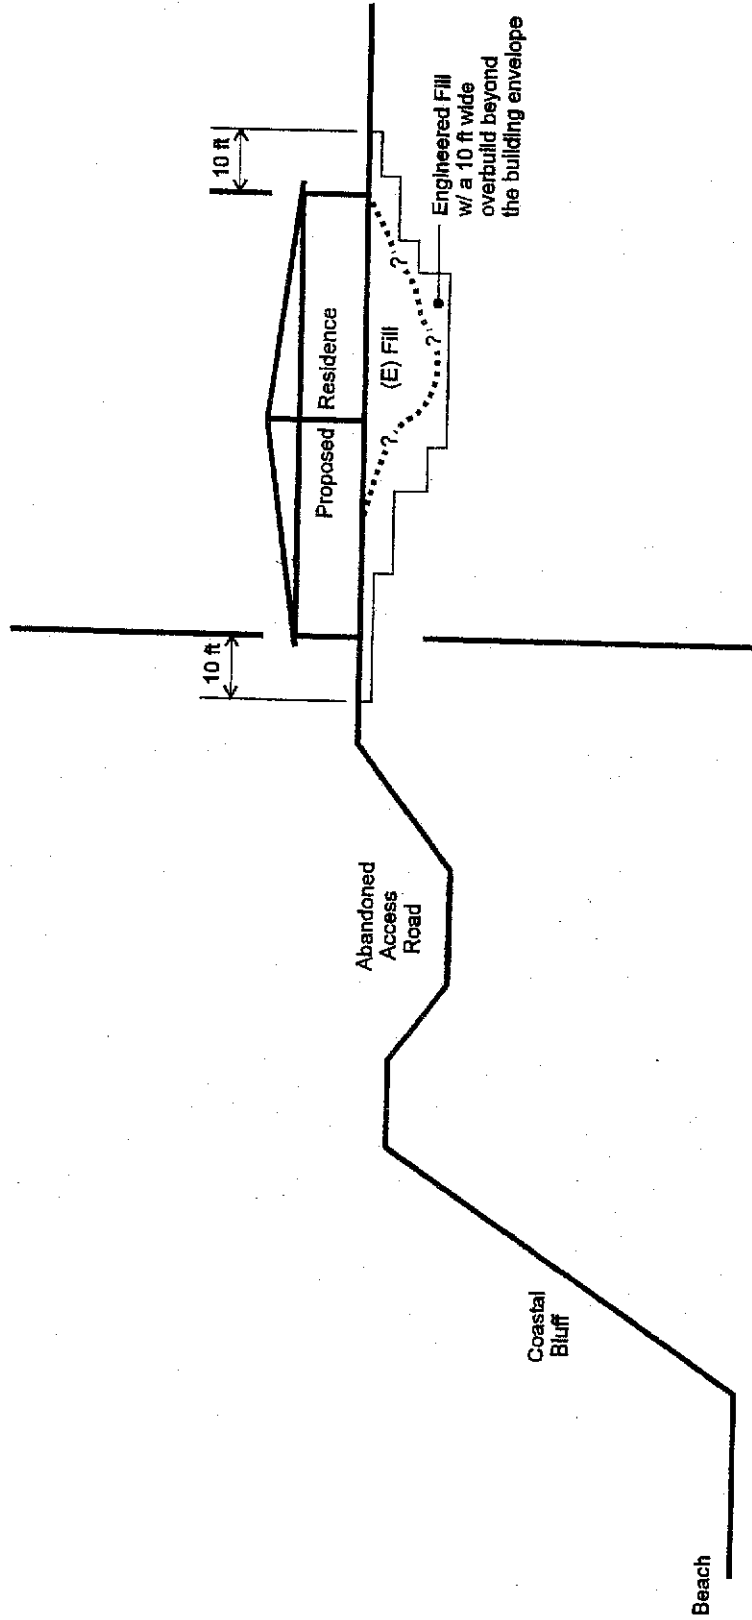 10 ft
10 ft
Proposed Residence
(E) Fill
?
?
?
Engineered Fill
w/ a 10 ft wide
overbuild beyond
the building envelope
Abandoned
Access
Road
Coastal
Bluff
Beach